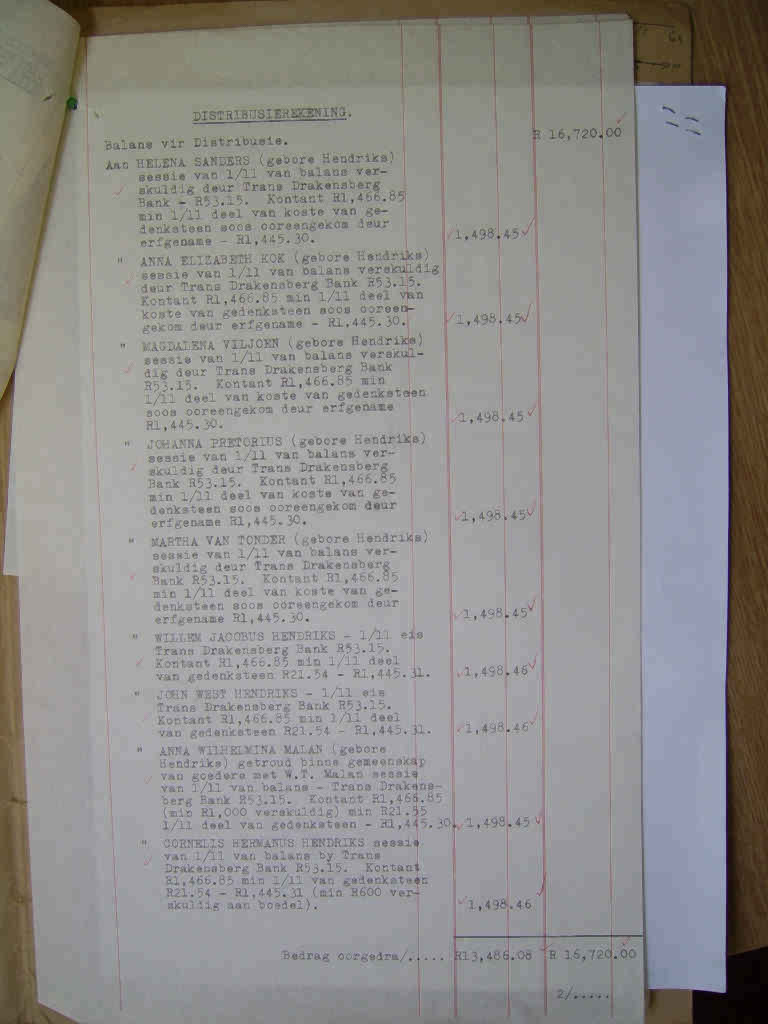 DISTRIBUSIEREKENING.
Balans vir Distribusie. R 16,720.00
Aan HELENA SANDERS (gebore Hendriks)
sessie van 1/11 van balans ver-
skuldig deur Trans Drakensberg
Bank - R53.15. Kontant R1,466.85
min 1/11 deel van koste van ge-
denksteen soos ooreengekom deur
erfgename - R1,445.30. 1,498.45
" ANNA ELIZABETH KOK (gebore Hendriks)
sessie van 1/11 van balans verskuldig
deur Trans Drakensberg Bank R53.15.
Kontant R1,466.85 min 1/11 deel van
koste van gedenksteen soos ooreen-
gekom deur erfgename - R1,445.30. 1,498.45
" MAGDALENA VILJOEN (gebore Hendriks)
sessie van 1/11 van balans verskul-
dig deur Trans Drakensberg Bank
R53.15. Kontant R1,466.85 min
1/11 deel van koste van gedenksteen
soos ooreengekom deur erfgename
R1,445.30. 1,498.45
" JOHANNA PRETORIUS (gebore Hendriks)
sessie van 1/11 van balans ver-
skuldig deur Trans Drakensberg
Bank R53.15. Kontant R1,466.85
min 1/11 deel van koste van ge-
denksteen soos ooreengekom deur
erfgename R1,445.30. 1,498.45
" MARTHA VAN TONDER (gebore Hendriks)
sessie van 1/11 van balans ver-
skuldig deur Trans Drakensberg
Bank R53.15. Kontant R1,466.85
min 1/11 deel van koste van ge-
denksteen soos ooreengekom deur
erfgename R1,445.30. 1,498.45
" WILLEM JACOBUS HENDRIKS - 1/11 eis
Trans Drakensberg Bank R53.15.
Kontant R1,466.85 min 1/11 deel
van gedenksteen R21.54 - R1,445.31. 1,498.46
" JOHN WEST HENDRIKS - 1/11 eis
Trans Drakensberg Bank R53.15.
Kontant R1,466.85 min 1/11 deel
van gedenksteen R21.54 - R1,445.31. 1,498.46
" ANNA WILHELMINA MALAN (gebore
Hendriks) getroud binne gemeenskap
van goedere met W.T. Malan sessie
van 1/11 van balans - Trans Drakens-
berg Bank R53.15. Kontant R1,466.85
(min R1,000 verskuldig) min R21.55
1/11 deel van gedenksteen - R1,445.30. 1,498.45
" CORNELIS HERMANUS HENDRIKS sessie
van 1/11 van balans by Trans
Drakensberg Bank R53.15. Kontant
R1,466.85 min 1/11 van gedenksteen
R21.54 - R1,445.31 (min R600 ver-
skuldig aan boedel). 1,498.46
Bedrag oorgedra/..... R13,486.08 R 16,720.00
2/.....